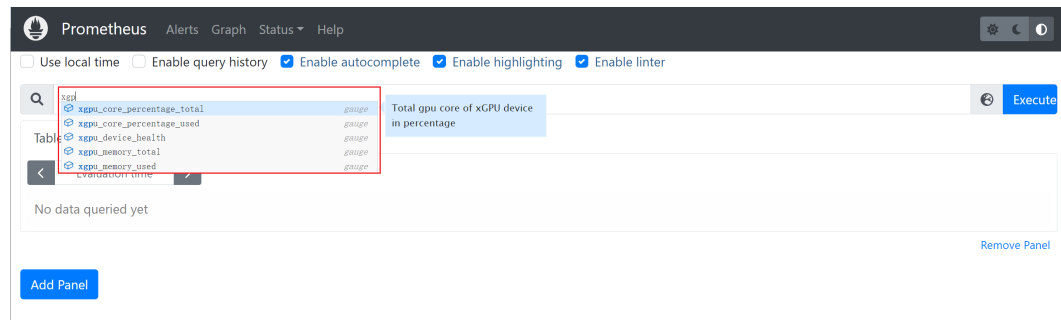 Prometheus Alerts Graph Status Help
Use local time Enable query history Enable autocomplete Enable highlighting Enable linter
xgp
Execute
xgpu_core_percentage_total gauge
Total gpu core of xGPU device
in percentage
xgpu_core_percentage_used gauge
xgpu_device_health gauge
xgpu_memory_total gauge
xgpu_memory_used gauge
Table
Evaluation time
No data queried yet
Remove Panel
Add Panel